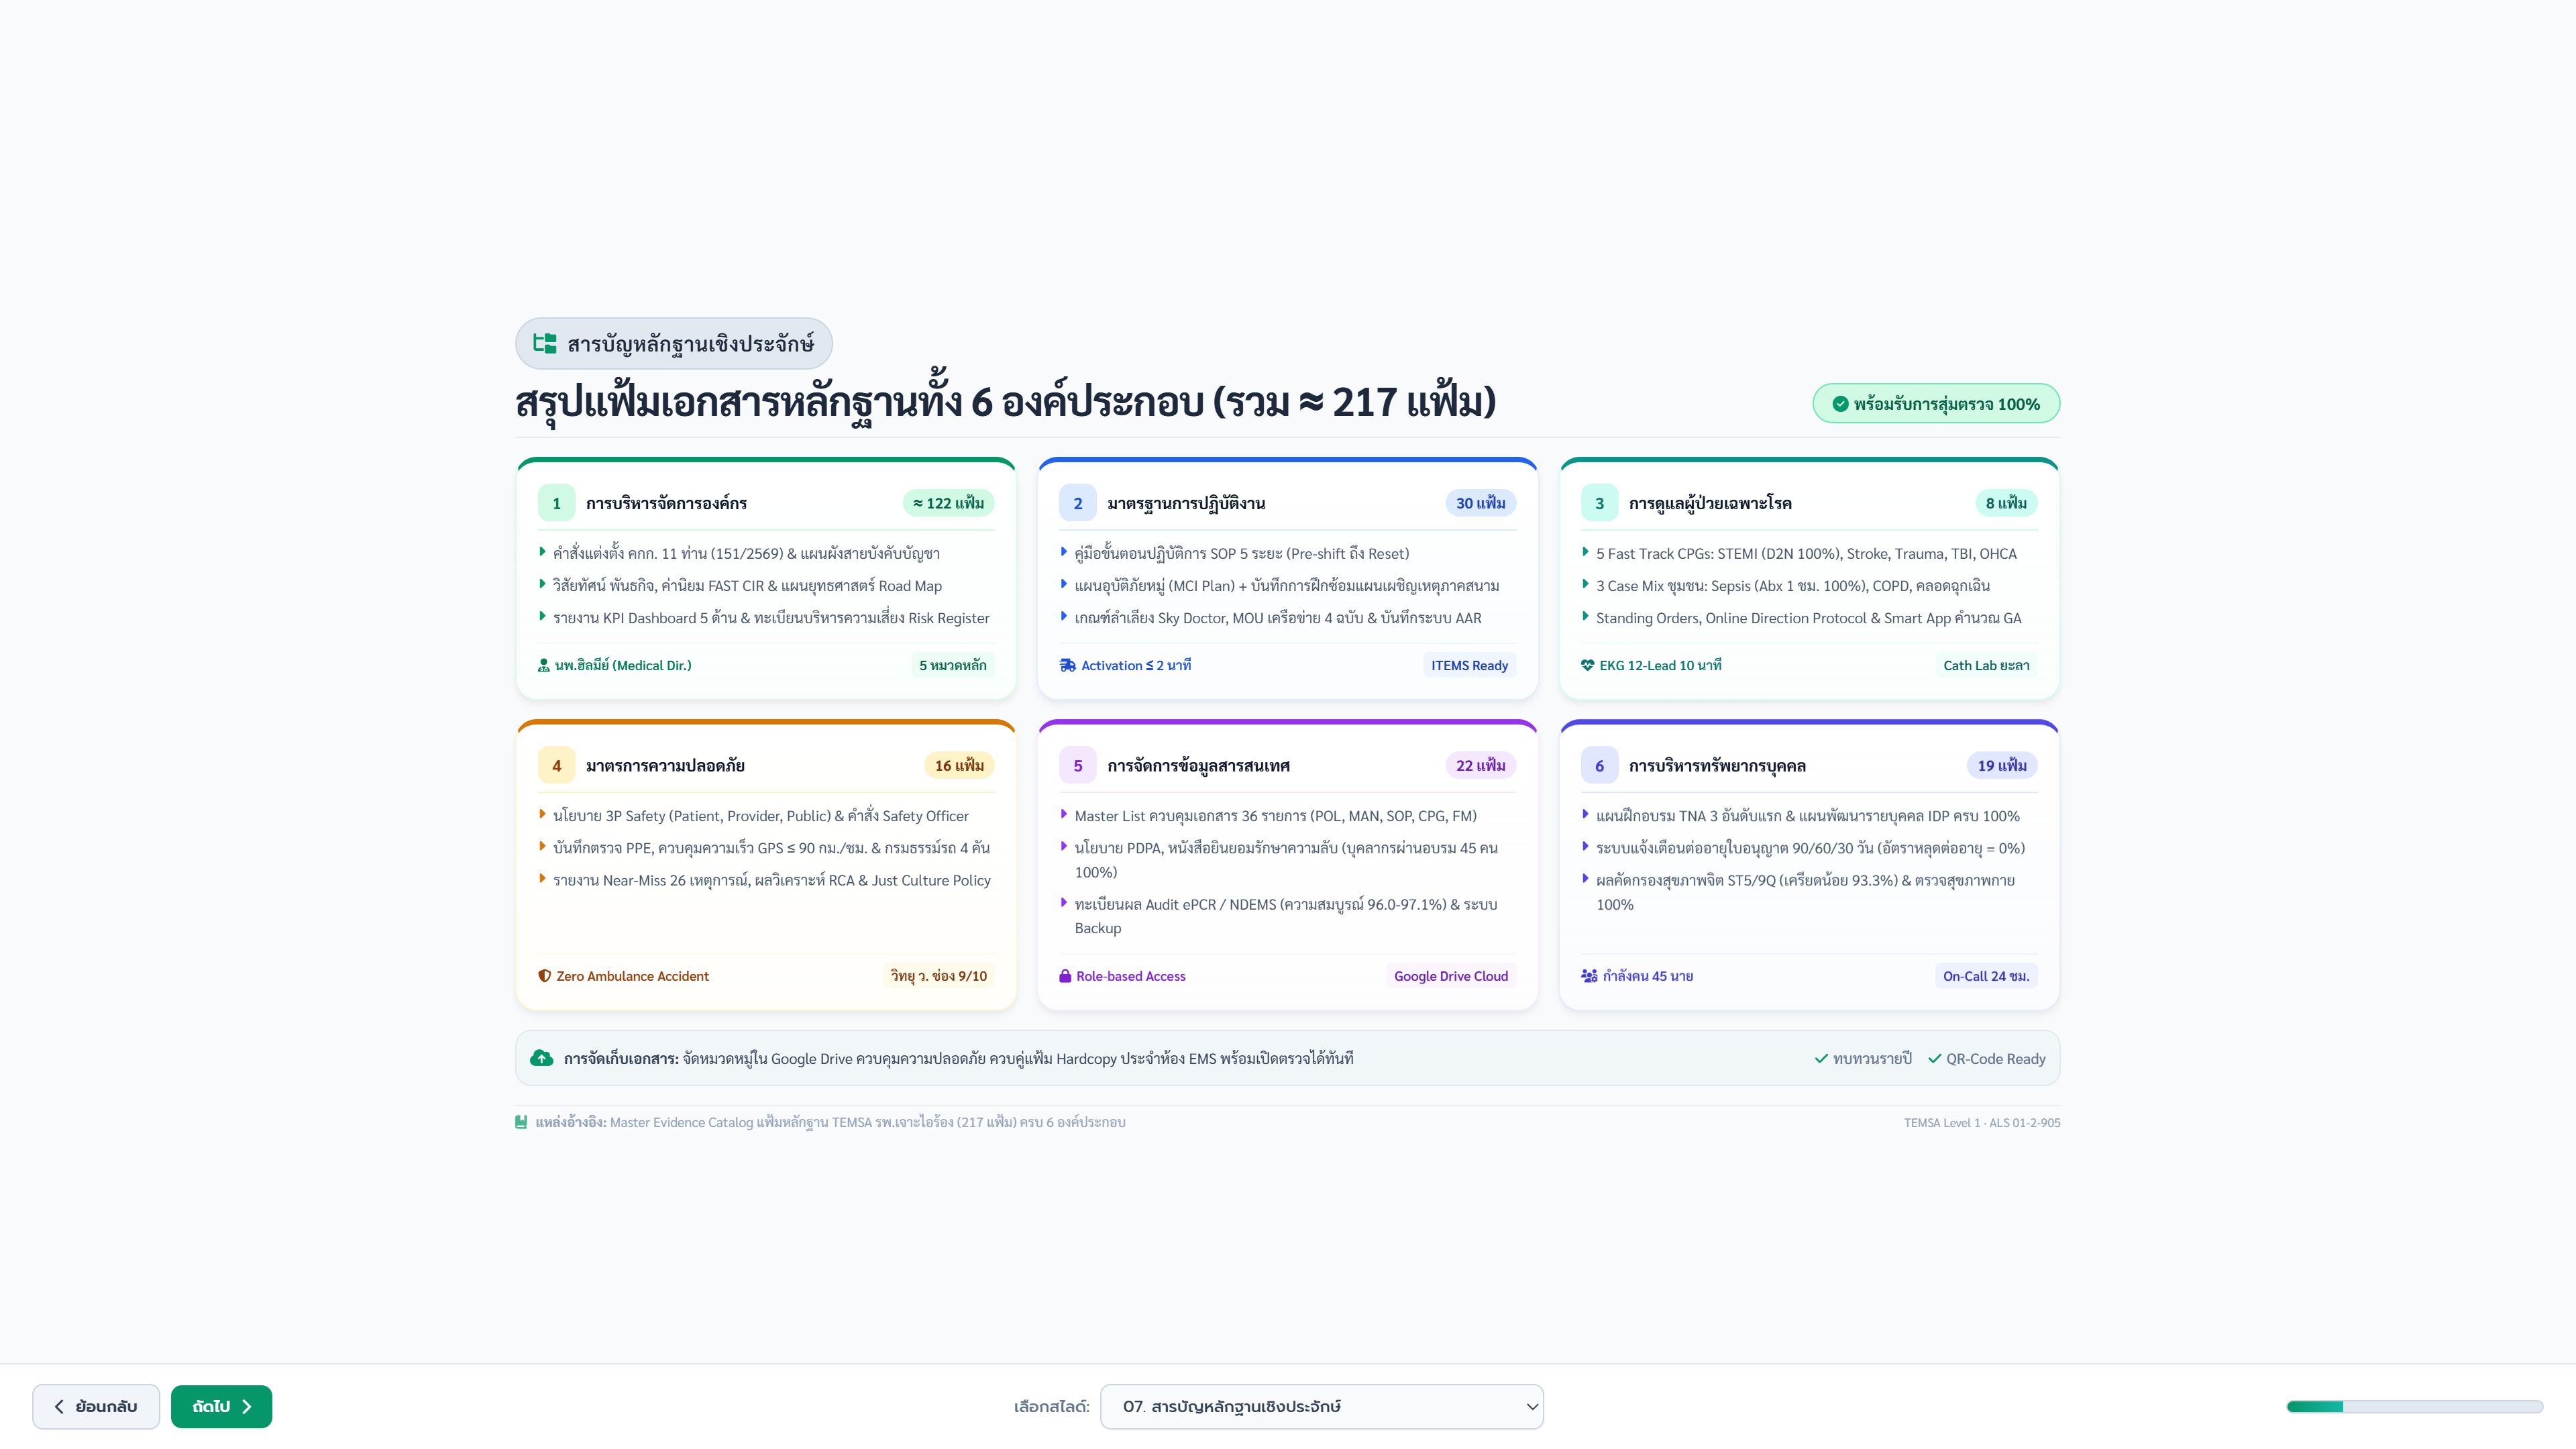 สารบัญหลักฐานเชิงประจักษ์
สรุปแฟ้มเอกสารหลักฐานทั้ง 6 องค์ประกอบ (รวม ≈ 217 แฟ้ม)
พร้อมรับการสุ่มตรวจ 100%
1 การบริหารจัดการองค์กร ≈ 122 แฟ้ม
คำสั่งแต่งตั้ง คกก. 11 ท่าน (151/2569) & แผนผังสายบังคับบัญชา
วิสัยทัศน์ พันธกิจ, ค่านิยม FAST CIR & แผนยุทธศาสตร์ Road Map
รายงาน KPI Dashboard 5 ด้าน & ทะเบียนบริหารความเสี่ยง Risk Register
นพ.ฮิลมีย์ (Medical Dir.) 5 หมวดหลัก
2 มาตรฐานการปฏิบัติงาน 30 แฟ้ม
คู่มือขั้นตอนปฏิบัติการ SOP 5 ระยะ (Pre-shift ถึง Reset)
แผนอุบัติภัยหมู่ (MCI Plan) + บันทึกการฝึกซ้อมแผนเผชิญเหตุภาคสนาม
เกณฑ์ลำเลียง Sky Doctor, MOU เครือข่าย 4 ฉบับ & บันทึกระบบ AAR
Activation ≤ 2 นาที ITEMS Ready
3 การดูแลผู้ป่วยเฉพาะโรค 8 แฟ้ม
5 Fast Track CPGs: STEMI (D2N 100%), Stroke, Trauma, TBI, OHCA
3 Case Mix ชุมชน: Sepsis (Abx 1 ชม. 100%), COPD, คลอดฉุกเฉิน
Standing Orders, Online Direction Protocol & Smart App คำนวณ GA
EKG 12-Lead 10 นาที Cath Lab ยะลา
4 มาตรการความปลอดภัย 16 แฟ้ม
นโยบาย 3P Safety (Patient, Provider, Public) & คำสั่ง Safety Officer
บันทึกตรวจ PPE, ควบคุมความเร็ว GPS ≤ 90 กม./ชม. & กรมธรรม์รถ 4 คัน
รายงาน Near-Miss 26 เหตุการณ์, ผลวิเคราะห์ RCA & Just Culture Policy
Zero Ambulance Accident วิทยุ ว. ช่อง 9/10
5 การจัดการข้อมูลสารสนเทศ 22 แฟ้ม
Master List ควบคุมเอกสาร 36 รายการ (POL, MAN, SOP, CPG, FM)
นโยบาย PDPA, หนังสือยินยอมรักษาความลับ (บุคลากรผ่านอบรม 45 คน
100%)
ทะเบียนผล Audit ePCR / NDEMS (ความสมบูรณ์ 96.0-97.1%) & ระบบ
Backup
Role-based Access Google Drive Cloud
6 การบริหารทรัพยากรบุคคล 19 แฟ้ม
แผนฝึกอบรม TNA 3 อันดับแรก & แผนพัฒนารายบุคคล IDP ครบ 100%
ระบบแจ้งเตือนต่ออายุใบอนุญาต 90/60/30 วัน (อัตราหลุดต่ออายุ = 0%)
ผลคัดกรองสุขภาพจิต ST5/9Q (เครียดน้อย 93.3%) & ตรวจสุขภาพกาย
100%
กำลังคน 45 นาย On-Call 24 ชม.
การจัดเก็บเอกสาร: จัดหมวดหมู่ใน Google Drive ควบคุมความปลอดภัย ควบคู่แฟ้ม Hardcopy ประจำห้อง EMS พร้อมเปิดตรวจได้ทันที
ทบทวนรายปี QR-Code Ready
แหล่งอ้างอิง: Master Evidence Catalog แฟ้มหลักฐาน TEMSA รพ.เจาะไอร้อง (217 แฟ้ม) ครบ 6 องค์ประกอบ
TEMSA Level 1 · ALS 01-2-905
ย้อนกลับ ถัดไป เลือกสไลด์: 07. สารบัญหลักฐานเชิงประจักษ์